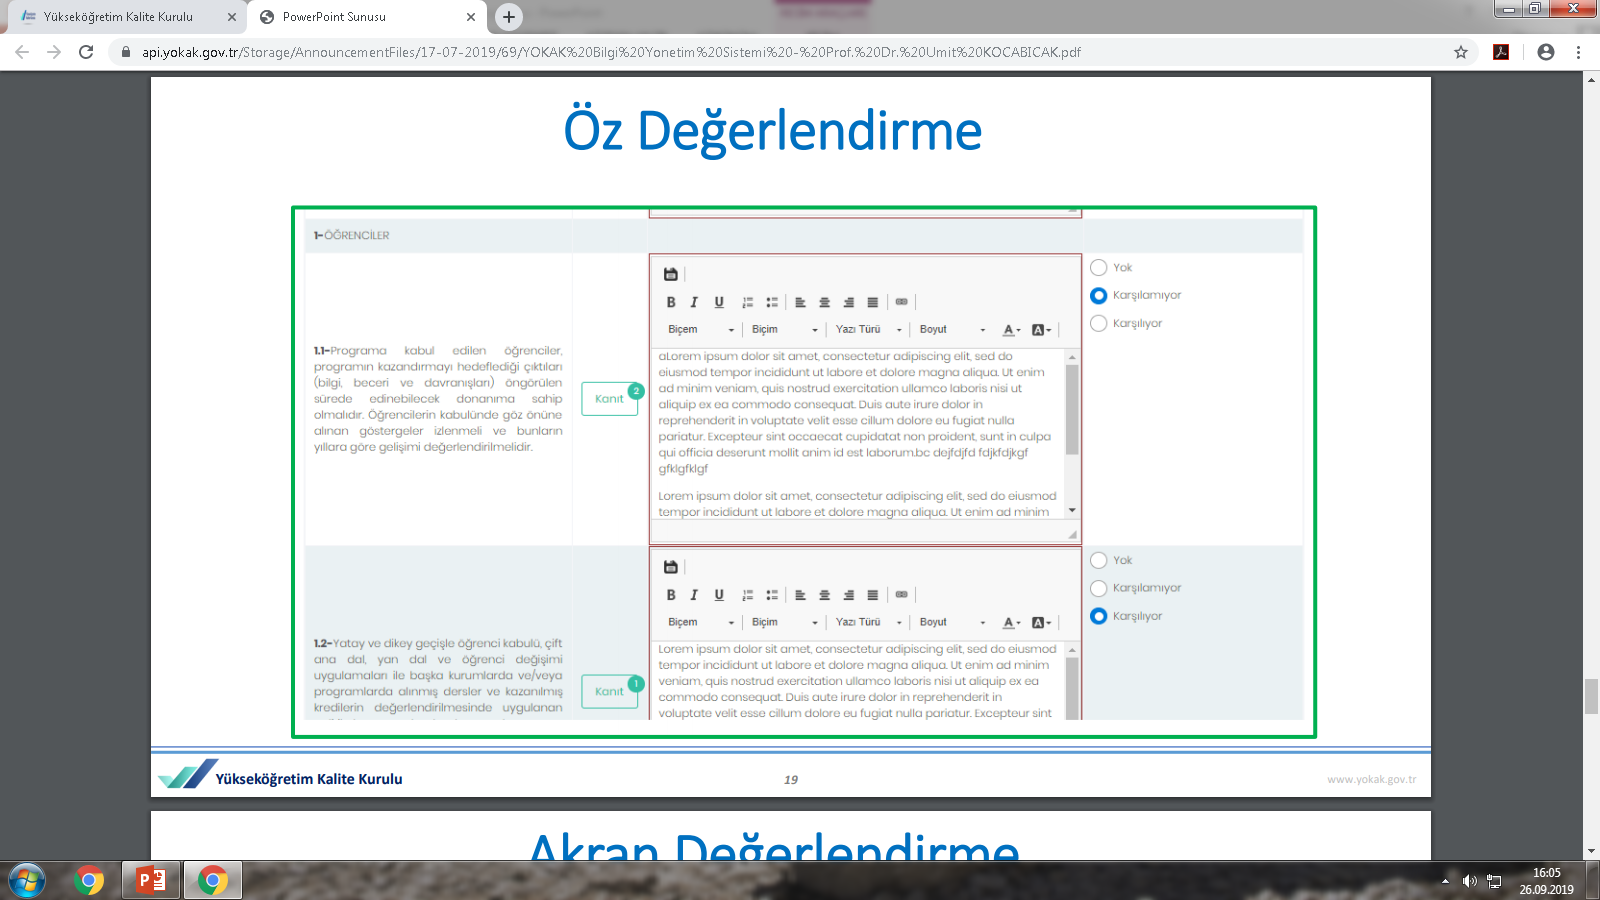 Yükseköğretim Kalite Kurulu
PowerPoint Sunusu
api.yokak.gov.tr/Storage/AnnouncementFiles/17-07-2019/69/YOKAK%20Bilgi%20Yonetim%20Sistemi%20-%20Prof.%20Dr.%20Umit%20KOCABICAK.pdf
Öz Değerlendirme
1-ÖĞRENCİLER
1.1-Programa kabul edilen öğrenciler,
programın kazandırmayı hedeflediği çıktıları
(bilgi, beceri ve davranışları) öngörülen
sürede edinebilecek donanıma sahip
olmalıdır. Öğrencilerin kabulünde göz önüne
alınan göstergeler izlenmeli ve bunların
yıllara göre gelişimi değerlendirilmelidir.
Kanıt 2
B I U
Biçem Biçim Yazı Türü Boyut A A
aLorem ipsum dolor sit amet, consectetur adipiscing elit, sed do
eiusmod tempor incididunt ut labore et dolore magna aliqua. Ut enim
ad minim veniam, quis nostrud exercitation ullamco laboris nisi ut
aliquip ex ea commodo consequat. Duis aute irure dolor in
reprehenderit in voluptate velit esse cillum dolore eu fugiat nulla
pariatur. Excepteur sint occaecat cupidatat non proident, sunt in culpa
qui officia deserunt mollit anim id est laborum.bc dejfdjfd fdjkfdjkgf
gfklgfklgf
Lorem ipsum dolor sit amet, consectetur adipiscing elit, sed do eiusmod
tempor incididunt ut labore et dolore magna aliqua. Ut enim ad minim
Yok
Karşılamıyor
Karşılıyor
1.2-Yatay ve dikey geçişle öğrenci kabulü, çift
ana dal, yan dal ve öğrenci değişimi
uygulamaları ile başka kurumlarda ve/veya
programlarda alınmış dersler ve kazanılmış
kredilerin değerlendirilmesinde uygulanan
Kanıt 1
B I U
Biçem Biçim Yazı Türü Boyut A A
Lorem ipsum dolor sit amet, consectetur adipiscing elit, sed do eiusmod
tempor incididunt ut labore et dolore magna aliqua. Ut enim ad minim
veniam, quis nostrud exercitation ullamco laboris nisi ut aliquip ex ea
commodo consequat. Duis aute irure dolor in reprehenderit in
voluptate velit esse cillum dolore eu fugiat nulla pariatur. Excepteur sint
Yok
Karşılamıyor
Karşılıyor
Yükseköğretim Kalite Kurulu
19
www.yokak.gov.tr
Akran Değerlendirme
16:05
26.09.2019